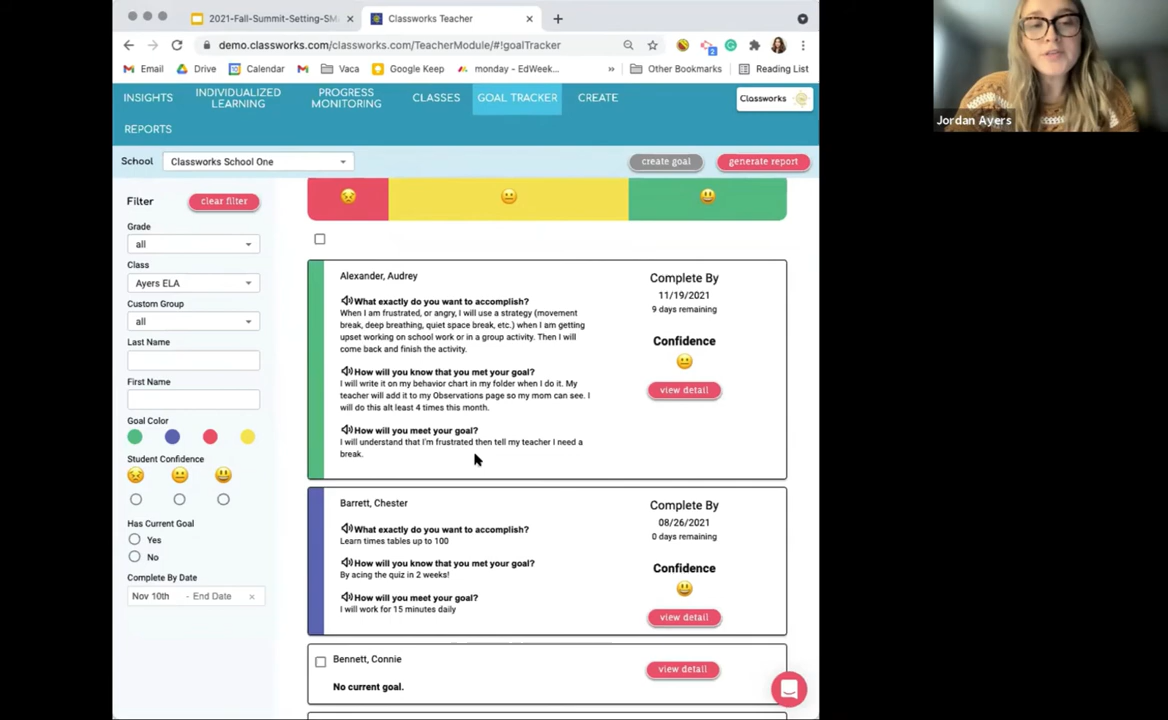 2021-Fall-Summit-Setting-SM
Classworks Teacher
demo.classworks.com/classworks.com/TeacherModule/#!goalTracker
2
Email
Drive
Calendar
Vaca
Google Keep
monday - EdWeek...
»
Other Bookmarks
Reading List
INSIGHTS
INDIVIDUALIZED
LEARNING
PROGRESS
MONITORING
CLASSES
GOAL TRACKER
CREATE
Classworks
REPORTS
School
Classworks School One
create goal
generate report
Filter
clear filter
Grade
all
Class
Ayers ELA
Custom Group
all
Last Name
First Name
Goal Color
Student Confidence
Has Current Goal
Yes
No
Complete By Date
Nov 10th - End Date ×
Alexander, Audrey
What exactly do you want to accomplish?
When I am frustrated, or angry, I will use a strategy (movement
break, deep breathing, quiet space break, etc.) when I am getting
upset working on school work or in a group activity. Then I will
come back and finish the activity.
How will you know that you met your goal?
I will write it on my behavior chart in my folder when I do it. My
teacher will add it to my Observations page so my mom can see. I
will do this alt least 4 times this month.
How will you meet your goal?
I will understand that I'm frustrated then tell my teacher I need a
break.
Complete By
11/19/2021
9 days remaining
Confidence
view detail
Barrett, Chester
What exactly do you want to accomplish?
Learn times tables up to 100
How will you know that you met your goal?
By acing the quiz in 2 weeks!
How will you meet your goal?
I will work for 15 minutes daily
Complete By
08/26/2021
0 days remaining
Confidence
view detail
Bennett, Connie
No current goal.
view detail
Jordan Ayers